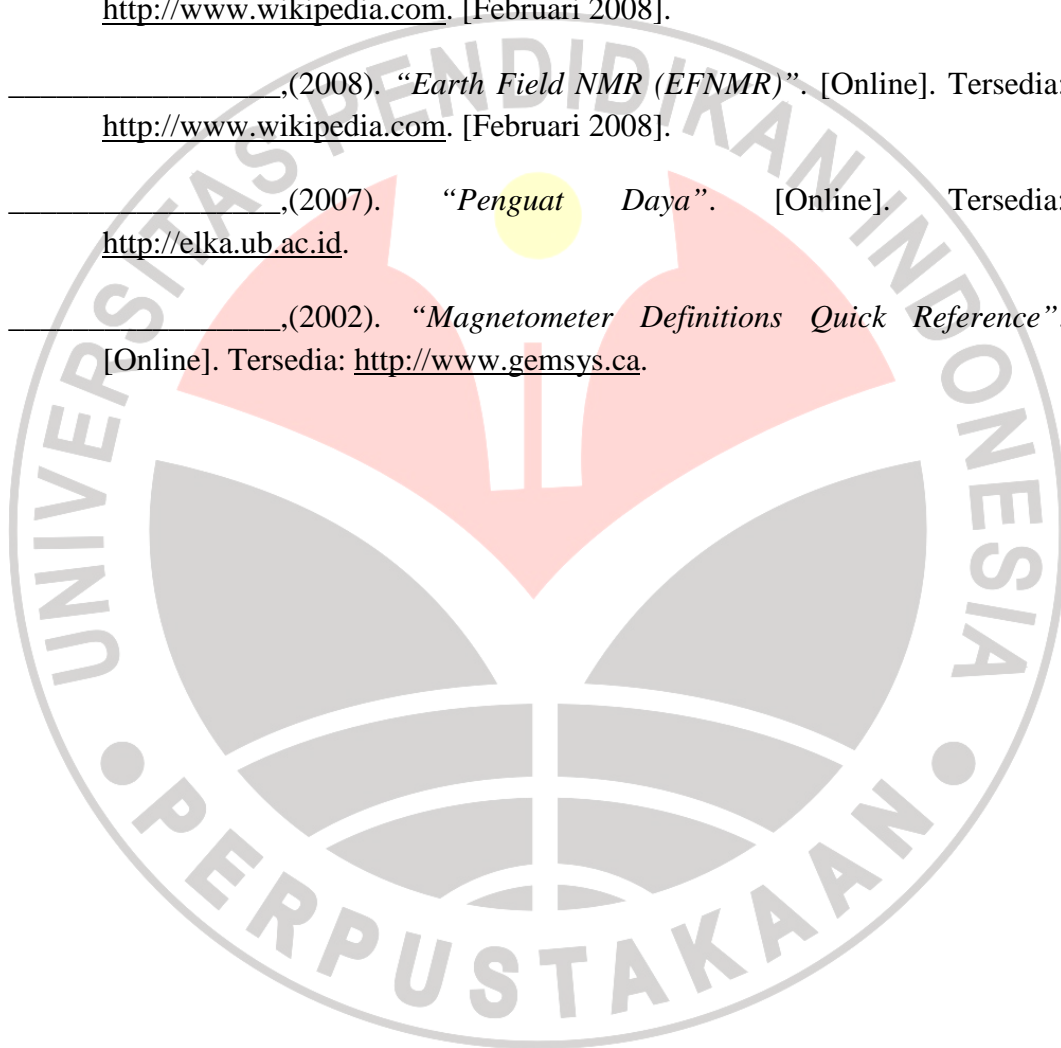 http://www.wikipedia.com. [Februari 2008].
_________________,(2008). “Earth Field NMR (EFNMR)”. [Online]. Tersedia:
http://www.wikipedia.com. [Februari 2008].
_________________,(2007). “Penguat Daya”. [Online]. Tersedia:
http://elka.ub.ac.id.
_________________,(2002). “Magnetometer Definitions Quick Reference”.
[Online]. Tersedia: http://www.gemsys.ca.
UNIVERSITAS PENDIDIKAN INDONESIA
PERPUSTAKAAN